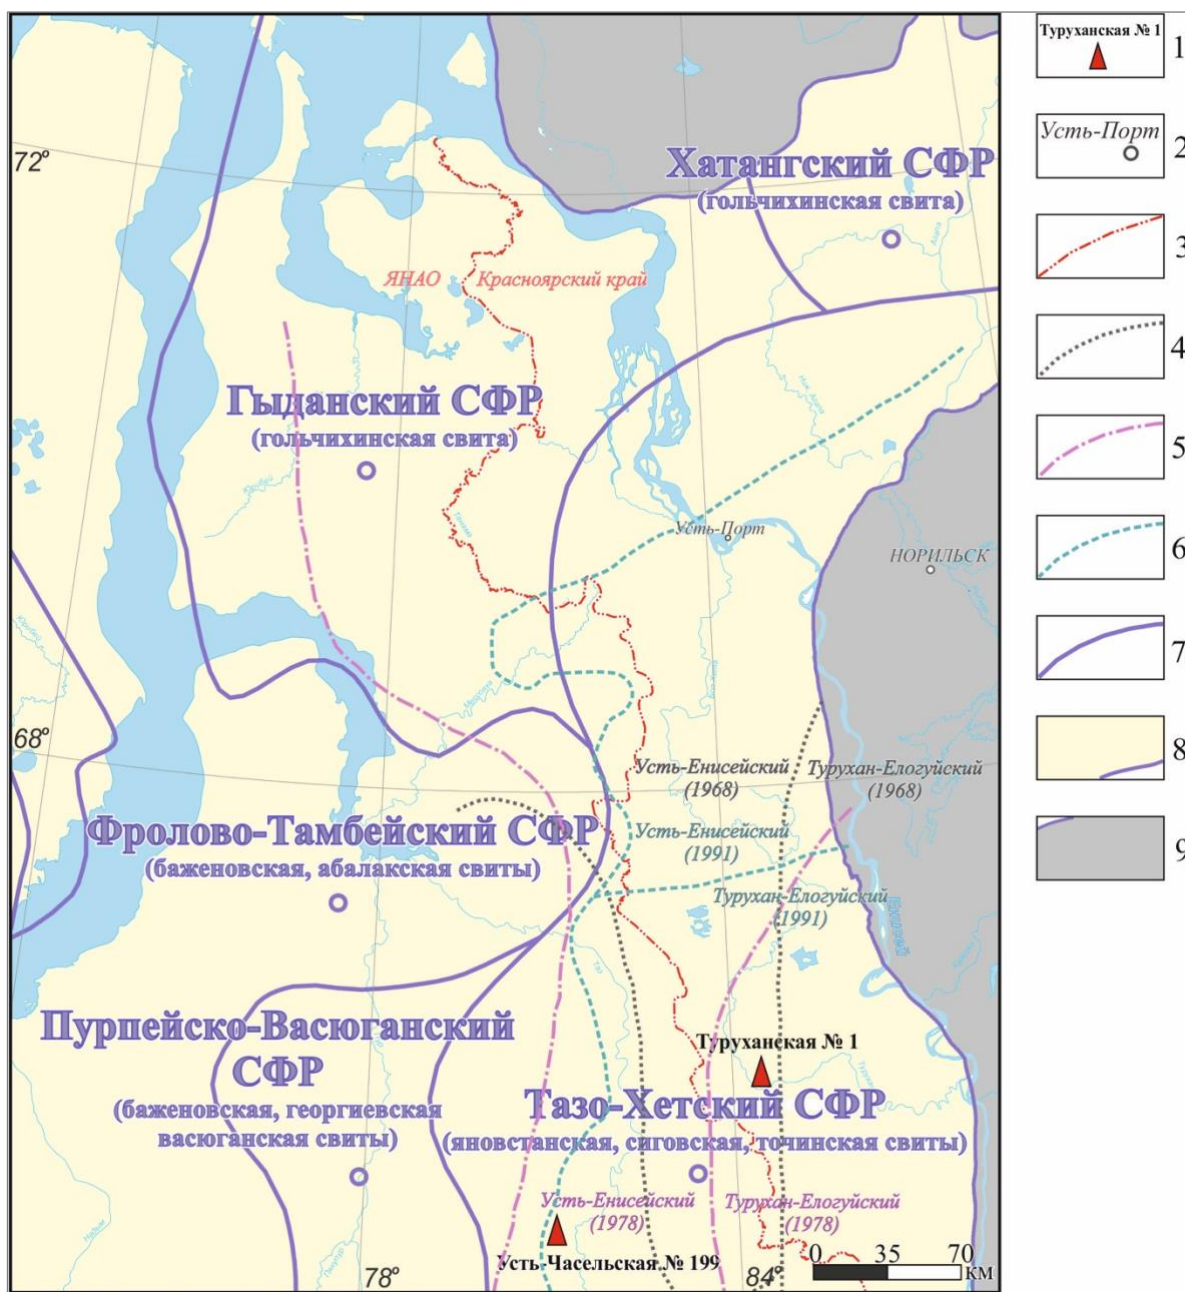 Туруханская № 1
1
Усть-Порт
2
3
4
5
6
7
8
9
72°
Хатангский СФР
(гольчихинская свита)
ЯНАО
Красноярский край
Гыданский СФР
(гольчихинская свита)
Усть-Порт
НОРИЛЬСК
68°
Усть-Енисейский
(1968)
Турухан-Елогуйский
(1968)
Фролово-Тамбейский СФР
(баженовская, абалакская свиты)
Усть-Енисейский
(1991)
Турухан-Елогуйский
(1991)
Таз
Пурпейско-Васюганский
СФР
(баженовская, георгиевская
васюганская свиты)
Туруханская № 1
Тазо-Хетский СФР
(яновстанская, сиговская, точинская свиты)
Усть-Енисейский
(1978)
Турухан-Елогуйский
(1978)
Усть-Часельская № 199
78°
84°
0 35 70
км